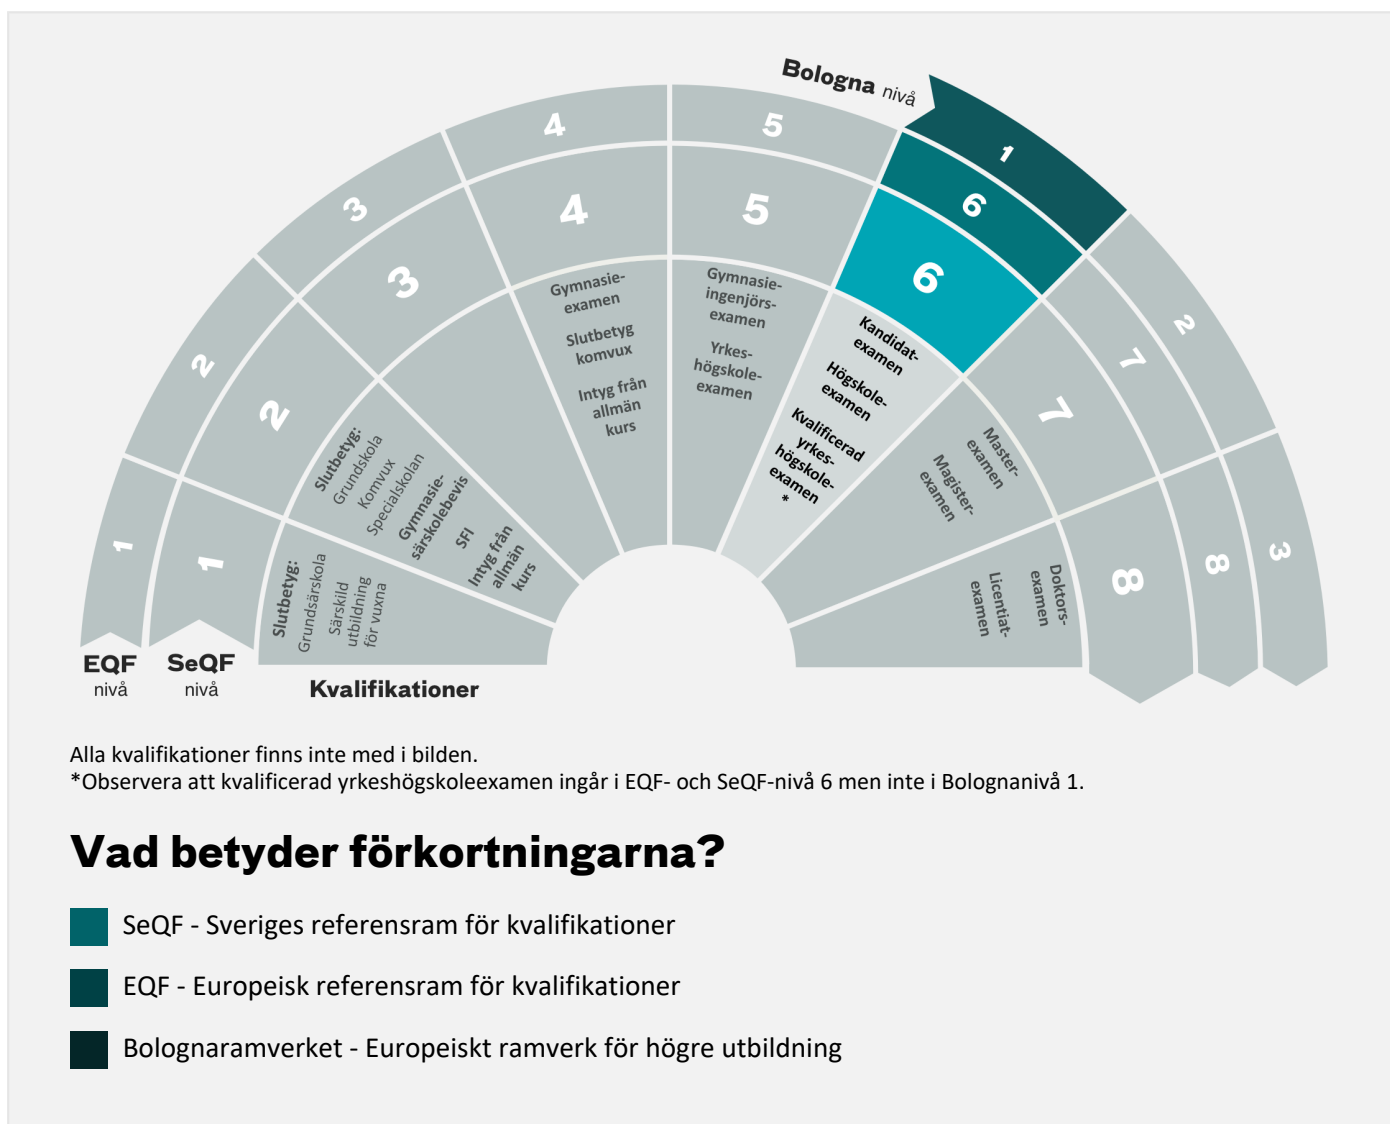 Bologna nivå
1
2
3
1
2
3
4
5
6
7
8
1
2
3
4
5
6
7
8
Slutbetyg:
Grundsärskola
Särskild
utbildning
för vuxna
Slutbetyg:
Grundskola
Komvux
Specialskolan
Gymnasie-
särskolebevis
SFI
Intyg från
allmän
kurs
Gymnasie-
examen
Slutbetyg
komvux
Intyg från
allmän
kurs
Gymnasie-
ingenjörs-
examen
Yrkes-
högskole-
examen
Kandidat-
examen
Högskole-
examen
Kvalificerad
yrkes-
högskole-
examen
*
Master-
examen
Magister-
examen
Doktors-
examen
Licentiat-
examen
EQF
nivå
SeQF
nivå
Kvalifikationer
Alla kvalifikationer finns inte med i bilden.
*Observera att kvalificerad yrkeshögskoleexamen ingår i EQF- och SeQF-nivå 6 men inte i Bolognanivå 1.
Vad betyder förkortningarna?
SeQF - Sveriges referensram för kvalifikationer
EQF - Europeisk referensram för kvalifikationer
Bolognaramverket - Europeiskt ramverk för högre utbildning